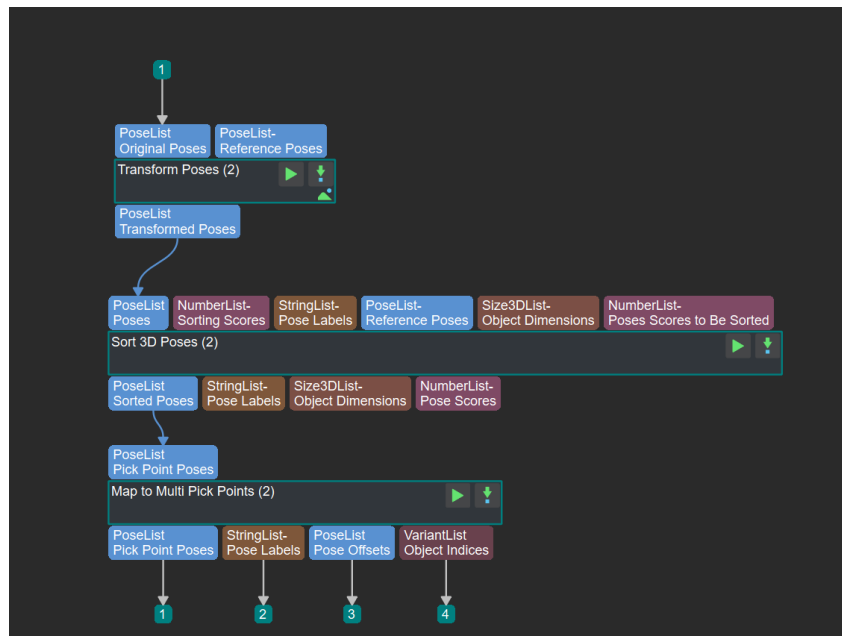 1
PoseList PoseList-
Original Poses Reference Poses
Transform Poses (2)
PoseList
Transformed Poses
PoseList NumberList- StringList- PoseList- Size3DList- NumberList-
Poses Sorting Scores Pose Labels Reference Poses Object Dimensions Poses Scores to Be Sorted
Sort 3D Poses (2)
PoseList StringList- Size3DList- NumberList-
Sorted Poses Pose Labels Object Dimensions Pose Scores
PoseList
Pick Point Poses
Map to Multi Pick Points (2)
PoseList StringList- PoseList VariantList
Pick Point Poses Pose Labels Pose Offsets Object Indices
1 2 3 4